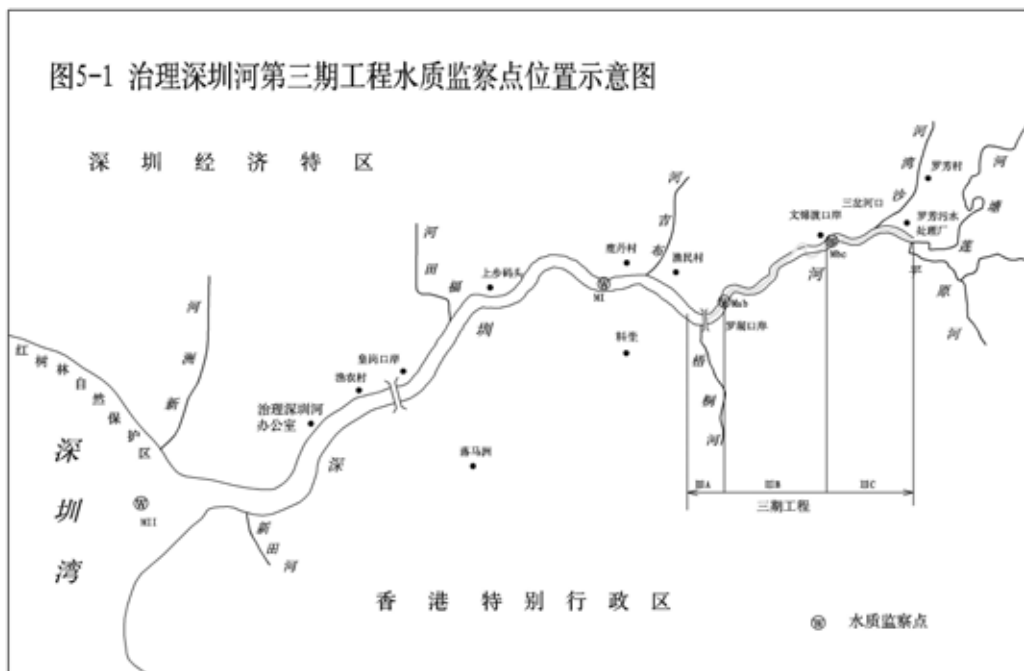 图5-1 治理深圳河第三期工程水质监察点位置示意图
深圳经济特区
河湾沙
罗芳村
河塘莲
三岔河口
罗芳污水
处理厂
文锦渡口岸
Mbc
平原河
河吉布
鹿丹村
渔民村
MI
Mab
罗湖口岸
河田福
上步码头
深圳河
料壆
梧桐河
河洲新
皇岗口岸
渔农村
治理深圳河
办公室
红树林自然保护区
落马洲
深圳湾
MII
新田河
ⅢA
ⅢB
ⅢC
三期工程
香港特别行政区
水质监察点